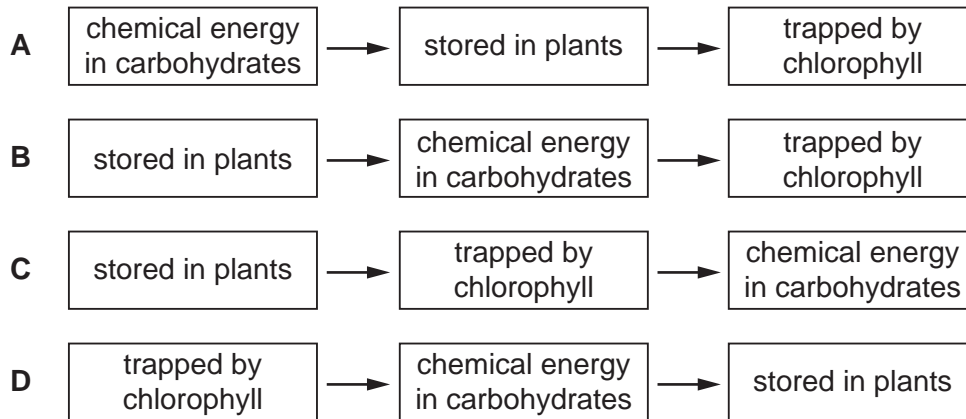 A
chemical energy
in carbohydrates
stored in plants
trapped by
chlorophyll
B
stored in plants
chemical energy
in carbohydrates
trapped by
chlorophyll
C
stored in plants
trapped by
chlorophyll
chemical energy
in carbohydrates
D
trapped by
chlorophyll
chemical energy
in carbohydrates
stored in plants